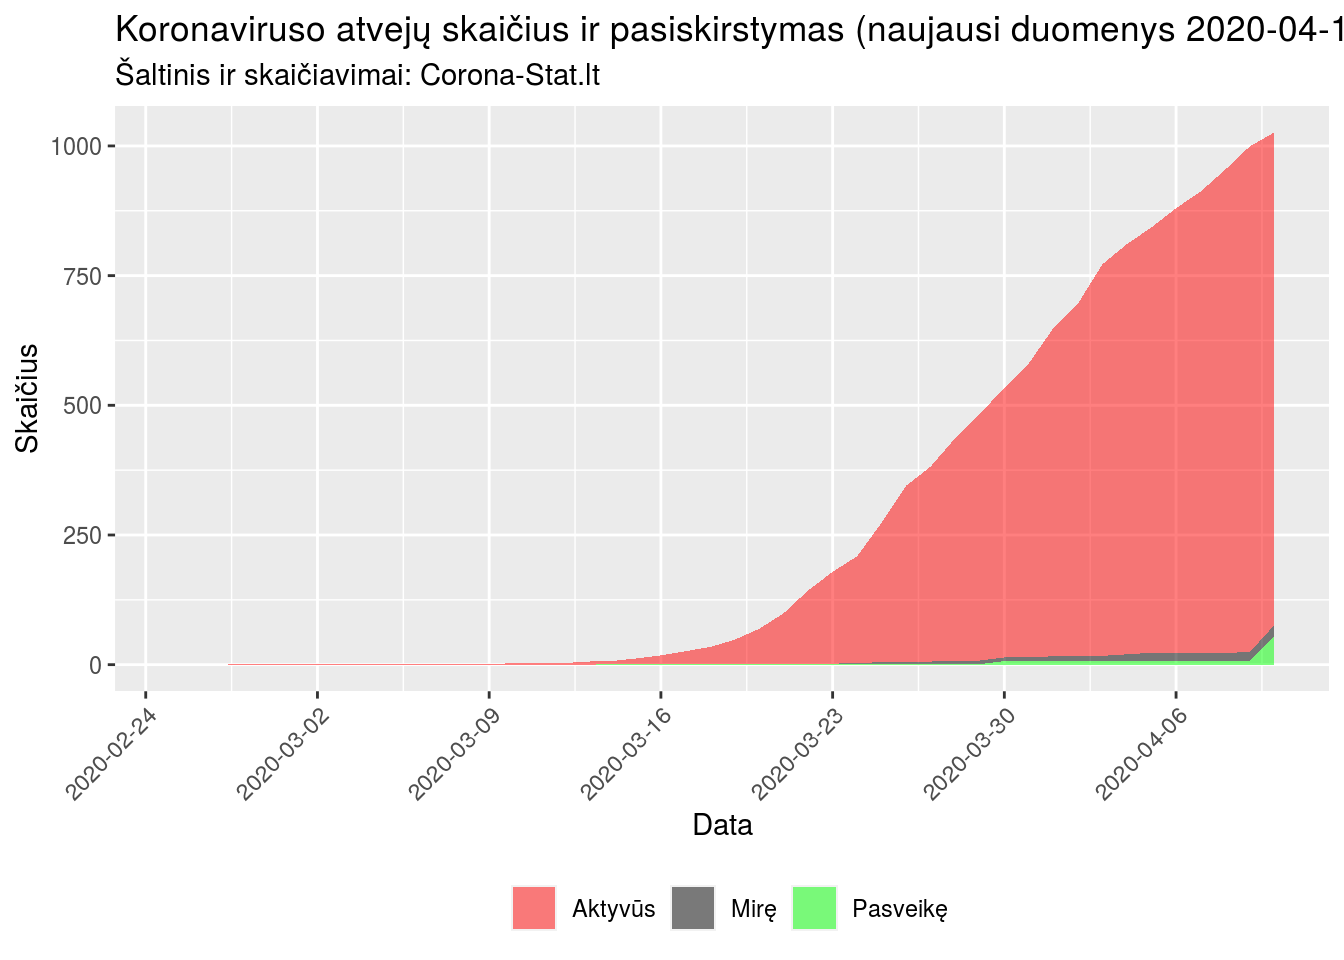 Koronaviruso atvejų skaičius ir pasiskirstymas (naujausi duomenys 2020-04-1
Šaltinis ir skaičiavimai: Corona-Stat.lt
Skaičius
1000
750
500
250
0
2020-02-24
2020-03-02
2020-03-09
2020-03-16
2020-03-23
2020-03-30
2020-04-06
Data
Aktyvūs
Mirę
Pasveikę